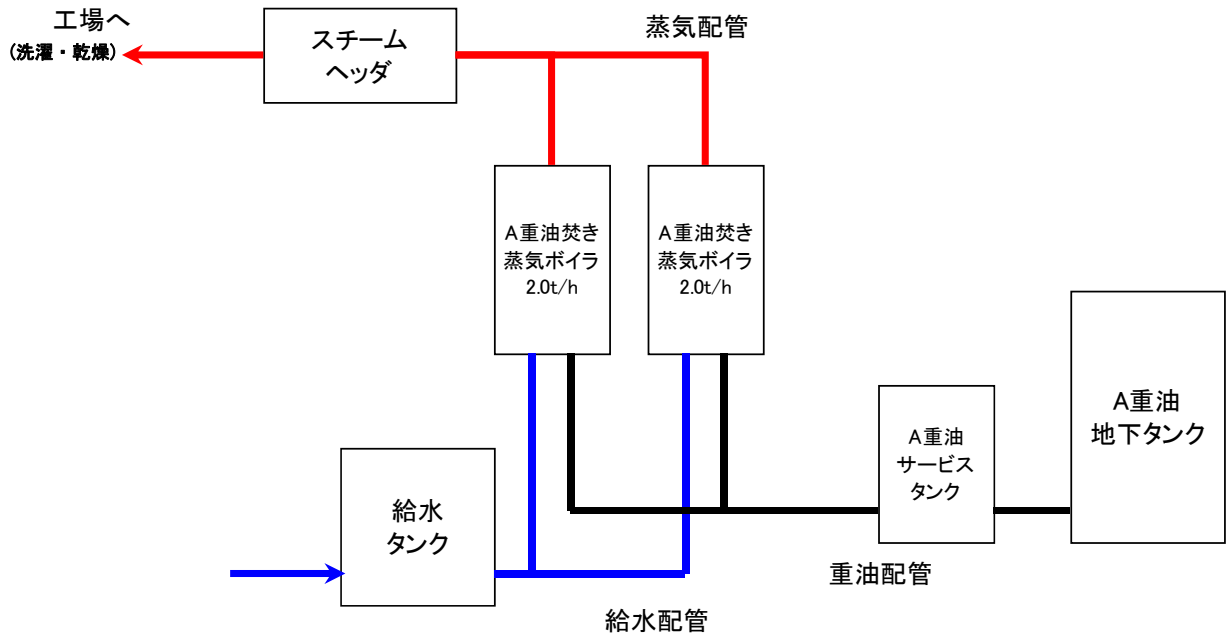 工場へ
(洗濯・乾燥)
スチーム
ヘッダ
蒸気配管
A重油焚き
蒸気ボイラ
2.0t/h
A重油焚き
蒸気ボイラ
2.0t/h
A重油
地下タンク
A重油
サービス
タンク
給水
タンク
重油配管
給水配管